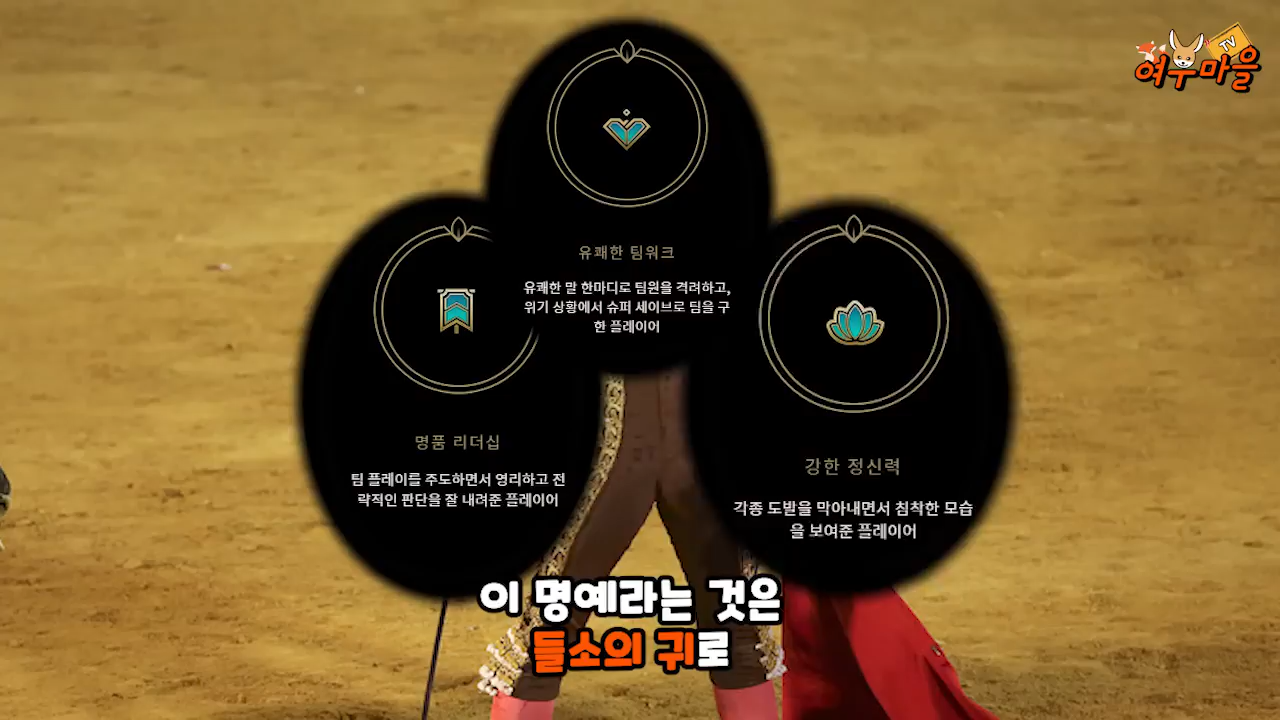 TV
여우마을
유쾌한 팀워크
유쾌한 말 한마디로 팀원을 격려하고,
위기 상황에서 슈퍼 세이브로 팀을 구
한 플레이어
명품 리더십
팀 플레이를 주도하면서 영리하고 전
략적인 판단을 잘 내려준 플레이어
강한 정신력
각종 도발을 막아내면서 침착한 모습
을 보여준 플레이어
이 명예라는 것은
들소의 귀로